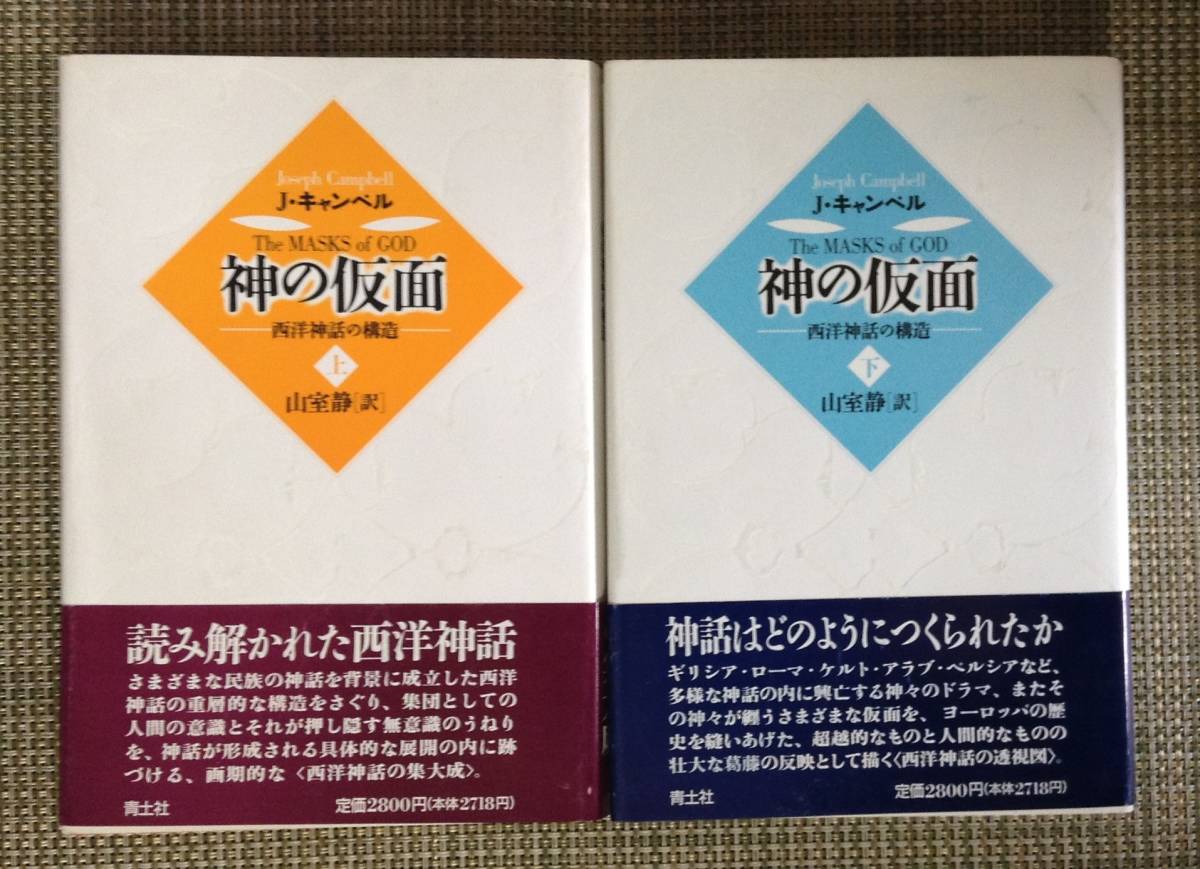 Joseph Campbell
J・キャンベル
The MASKS of GOD
神の仮面
西洋神話の構造
上
山室静[訳]
読み解かれた西洋神話
さまざまな民族の神話を背景に成立した西洋
神話の重層的な構造をさぐり、集団としての
人間の意識とそれが押し隠す無意識のうねり
を、神話が形成される具体的な展開の内に跡
づける、画期的な〈西洋神話の集大成〉。
青土社
定価2800円(本体2718円)
Joseph Campbell
J・キャンベル
The MASKS of GOD
神の仮面
西洋神話の構造
下
山室静[訳]
神話はどのようにつくられたか
ギリシア・ローマ・ケルト・アラブ・ペルシアなど、
多様な神話の内に興亡する神々のドラマ、またそ
の神々が纏うさまざまな仮面を、ヨーロッパの歴
史を縫いあげた、超越的なものと人間的なものの
壮大な葛藤の反映として描く〈西洋神話の透視図〉。
青土社
定価2800円(本体2718円)